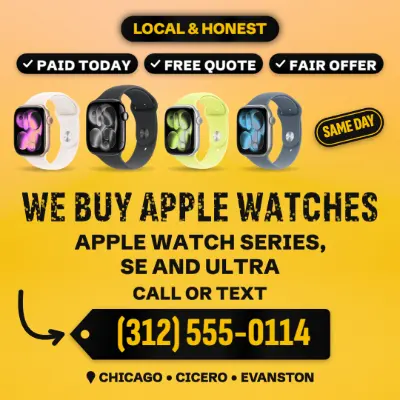 LOCAL & HONEST
✓ PAID TODAY ✓ FREE QUOTE ✓ FAIR OFFER
SAME DAY
WE BUY APPLE WATCHES
APPLE WATCH SERIES,
SE AND ULTRA
CALL OR TEXT
(312) 555-0114
CHICAGO • CICERO • EVANSTON